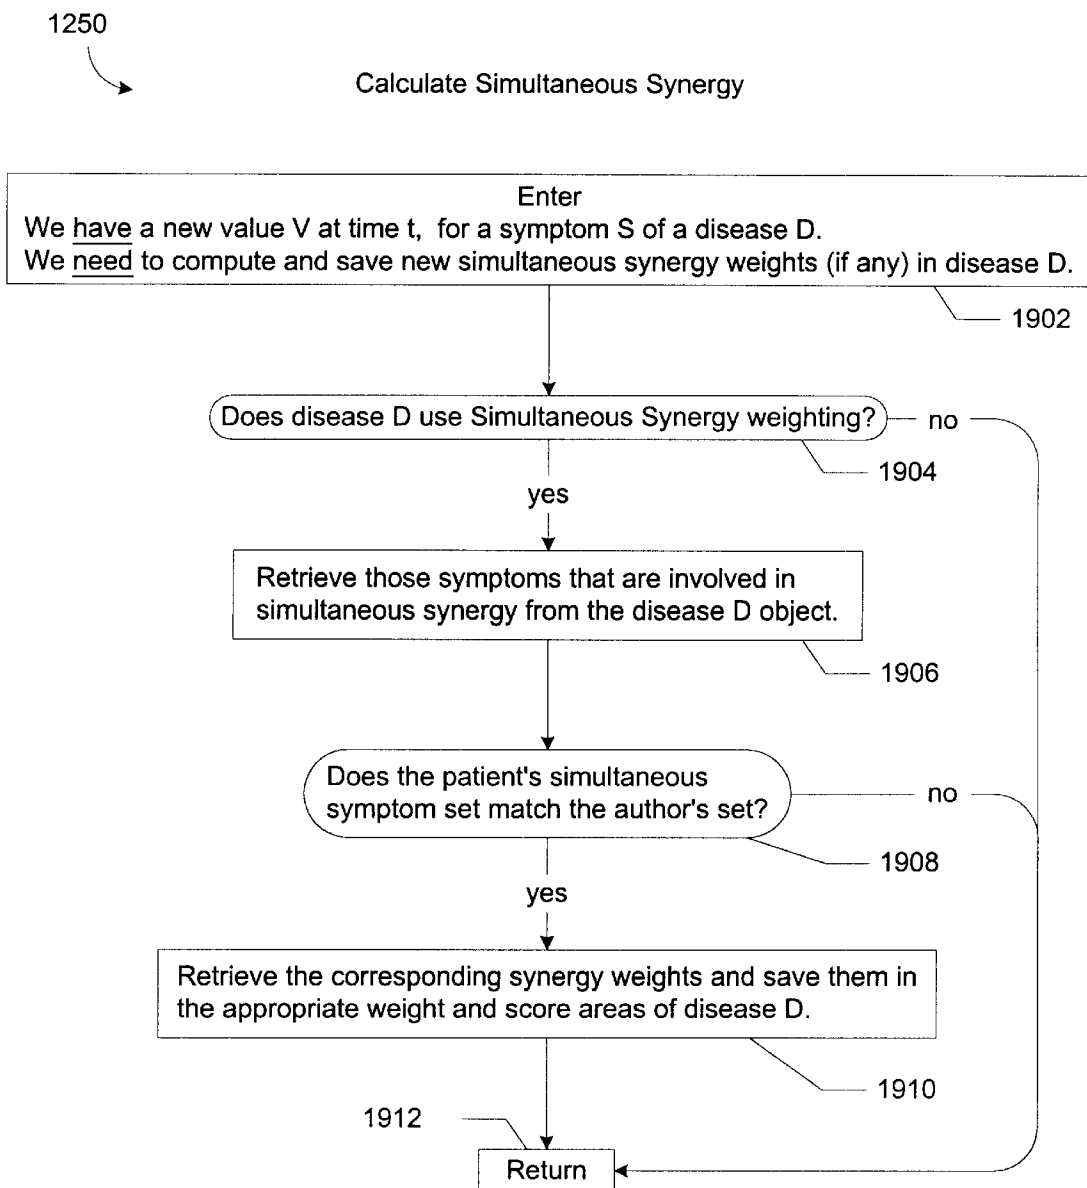 1250
Calculate Simultaneous Synergy
Enter
We have a new value V at time t, for a symptom S of a disease D.
We need to compute and save new simultaneous synergy weights (if any) in disease D.
1902
Does disease D use Simultaneous Synergy weighting?
no
1904
yes
Retrieve those symptoms that are involved in
simultaneous synergy from the disease D object.
1906
Does the patient's simultaneous
symptom set match the author's set?
no
1908
yes
Retrieve the corresponding synergy weights and save them in
the appropriate weight and score areas of disease D.
1910
1912
Return